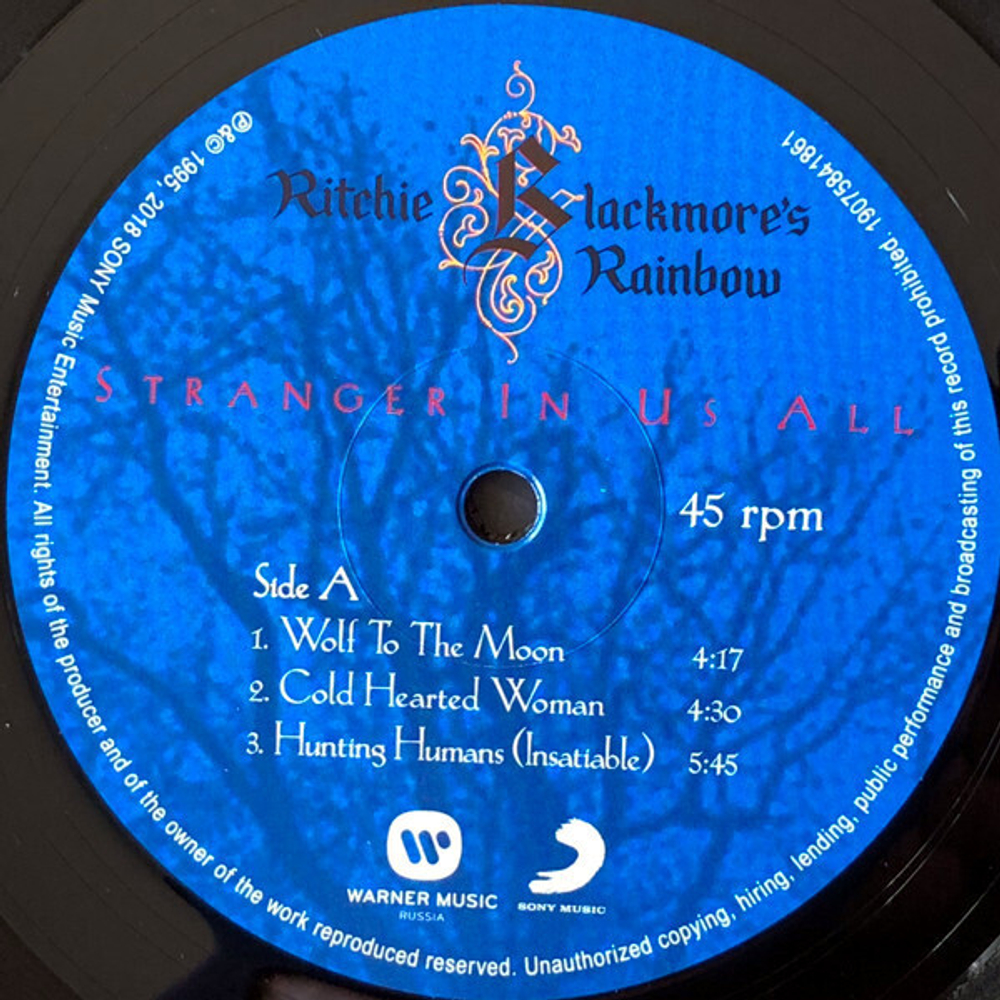 Ritchie Blackmore's
Rainbow
STRANGER IN US ALL
45 rpm
Side A
1. Wolf To The Moon 4:17
2. Cold Hearted Woman 4:30
3. Hunting Humans (Insatiable) 5:45
WARNER MUSIC
RUSSIA
SONY MUSIC
℗&© 1995, 2018 SONY Music Entertainment. All rights of the producer and of the owner of the work reproduced reserved. Unauthorized copying, hiring, lending, public performance and broadcasting of this record prohibited. 19075841861